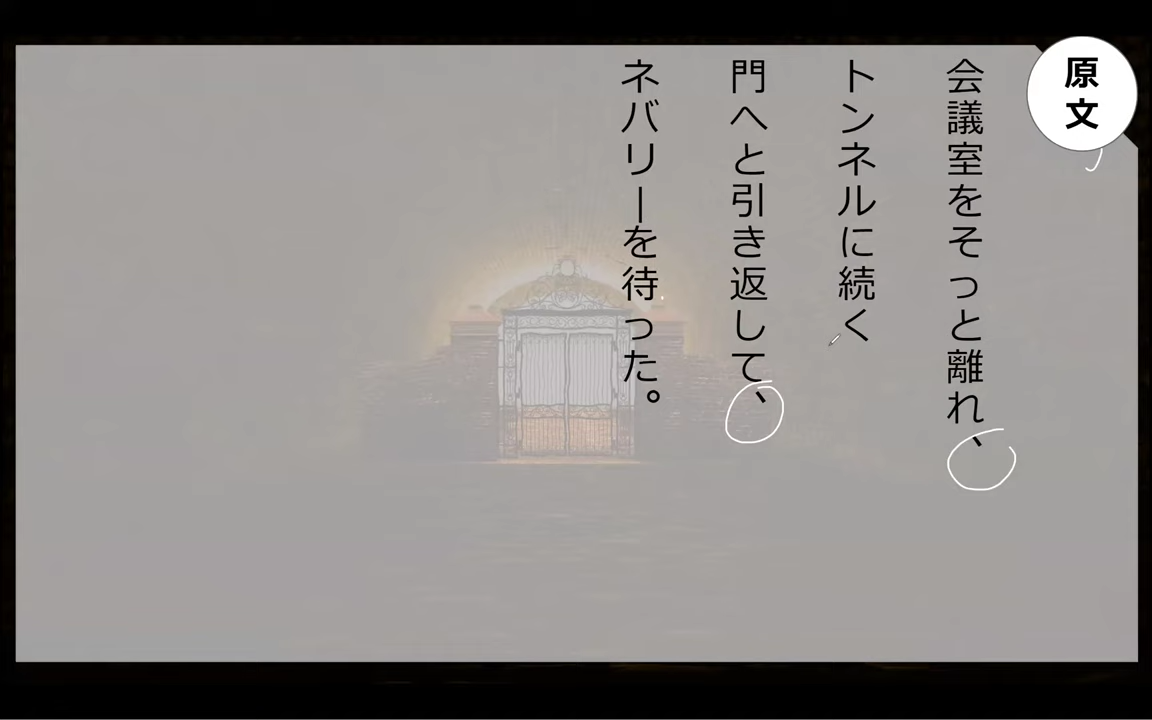 原文
会議室をそっと離れ、
トンネルに続く
門へと引き返して、
ネバリーを待った。